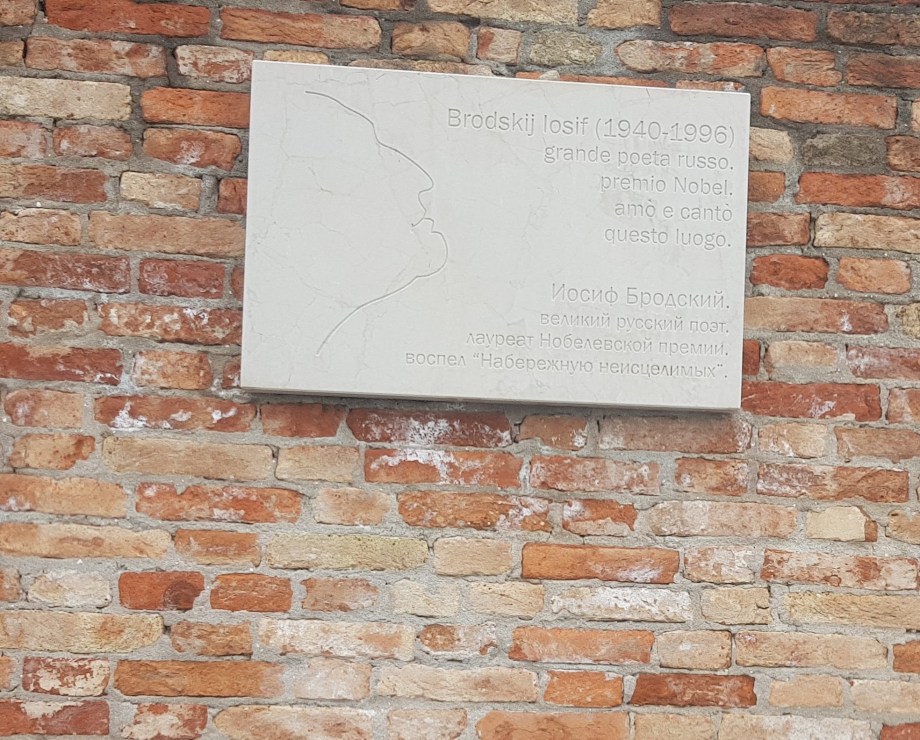 Brodskij Iosif (1940-1996)
grande poeta russo.
premio Nobel.
amò e cantò
questo luogo.
Иосиф Бродский.
великий русский поэт.
лауреат Нобелевской премии.
воспел "Набережную неисцелимых".